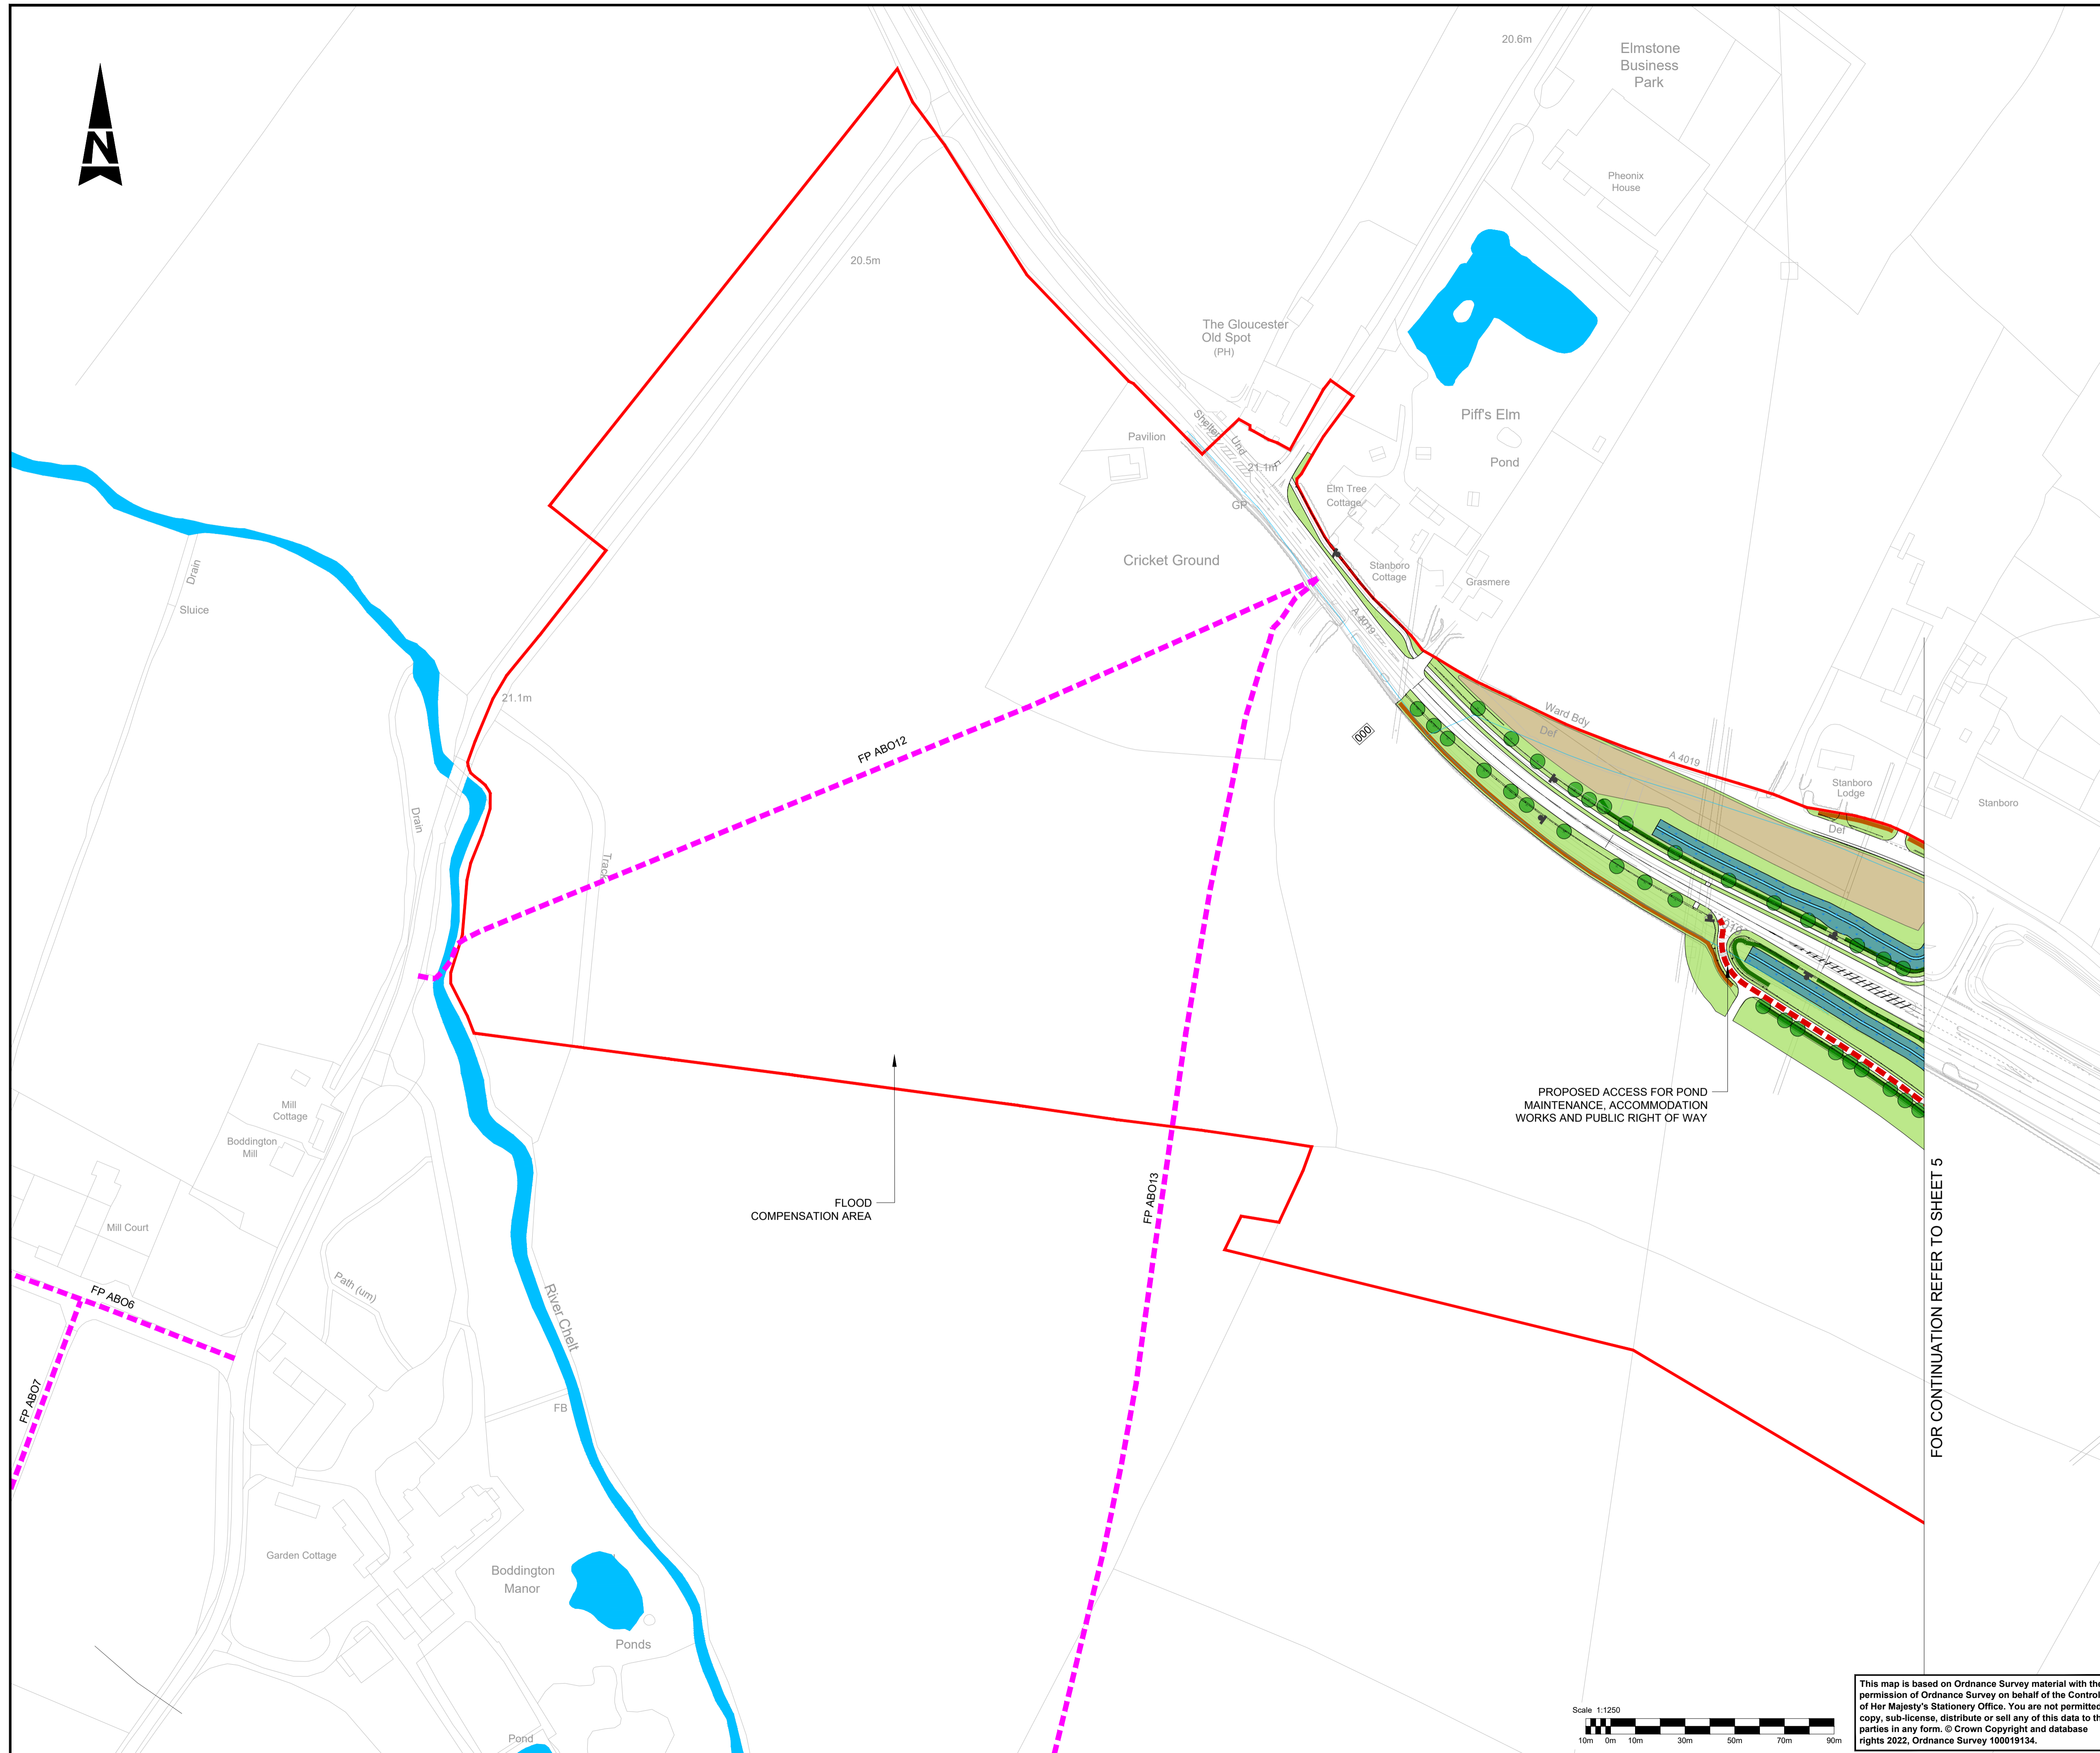 N
20.6m
Elmstone
Business
Park
Pheonix
House
20.5m
The Gloucester
Old Spot
(PH)
Piff's Elm
Pond
Shelter
Und
21.1m
GP
Pavilion
Elm Tree
Cottage
Cricket Ground
Stanboro
Cottage
Grasmere
A 4019
Drain
Sluice
21.1m
FP ABO12
000
Ward Bdy
Def
A 4019
Stanboro
Lodge
Def
Stanboro
Drain
Track
PROPOSED ACCESS FOR POND
MAINTENANCE, ACCOMMODATION
WORKS AND PUBLIC RIGHT OF WAY
Mill
Cottage
Boddington
Mill
Mill Court
FLOOD
COMPENSATION AREA
FP ABO13
FOR CONTINUATION REFER TO SHEET 5
FP ABO6
Path (um)
River Chelt
FP ABO7
FB
Garden Cottage
Boddington
Manor
Ponds
Pond
Scale 1:1250
10m 0m 10m 30m 50m 70m 90m
This map is based on Ordnance Survey material with the
permission of Ordnance Survey on behalf of the Control
of Her Majesty's Stationery Office. You are not permitted
copy, sub-license, distribute or sell any of this data to th
parties in any form. © Crown Copyright and database
rights 2022, Ordnance Survey 100019134.